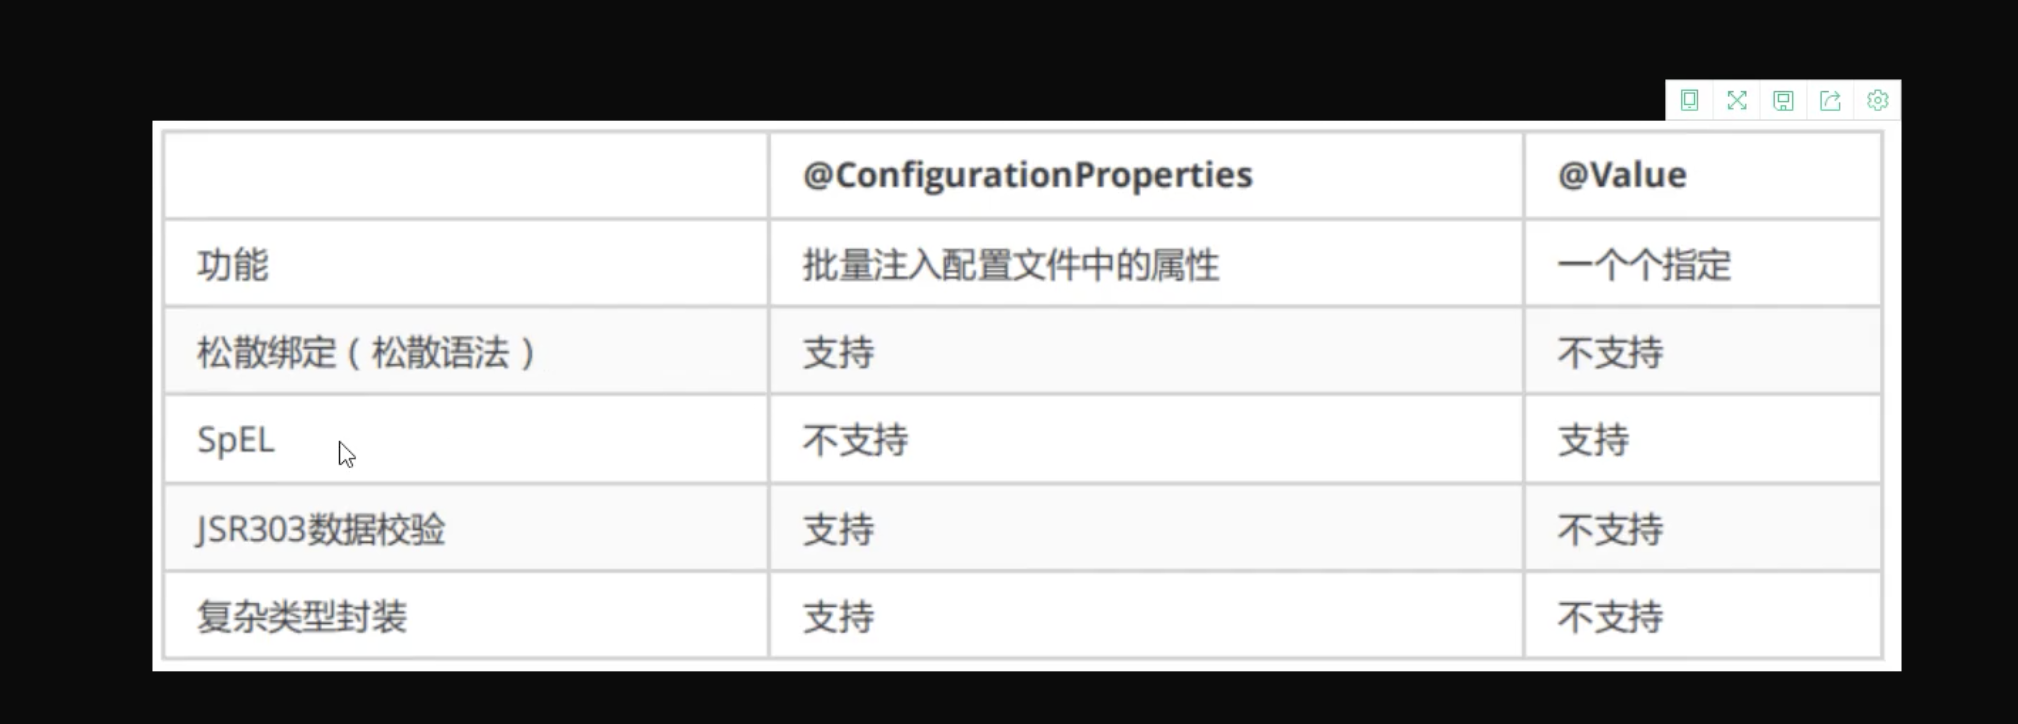 @ConfigurationProperties @Value
功能 批量注入配置文件中的属性 一个个指定
松散绑定（松散语法） 支持 不支持
SpEL 不支持 支持
JSR303数据校验 支持 不支持
复杂类型封装 支持 不支持